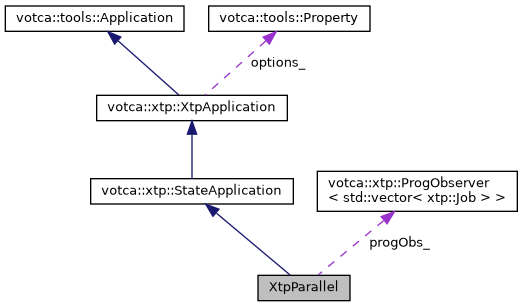 votca::tools::Application
votca::tools::Property
options_
votca::xtp::XtpApplication
votca::xtp::StateApplication
votca::xtp::ProgObserver
< std::vector< xtp::Job > >
progObs_
XtpParallel